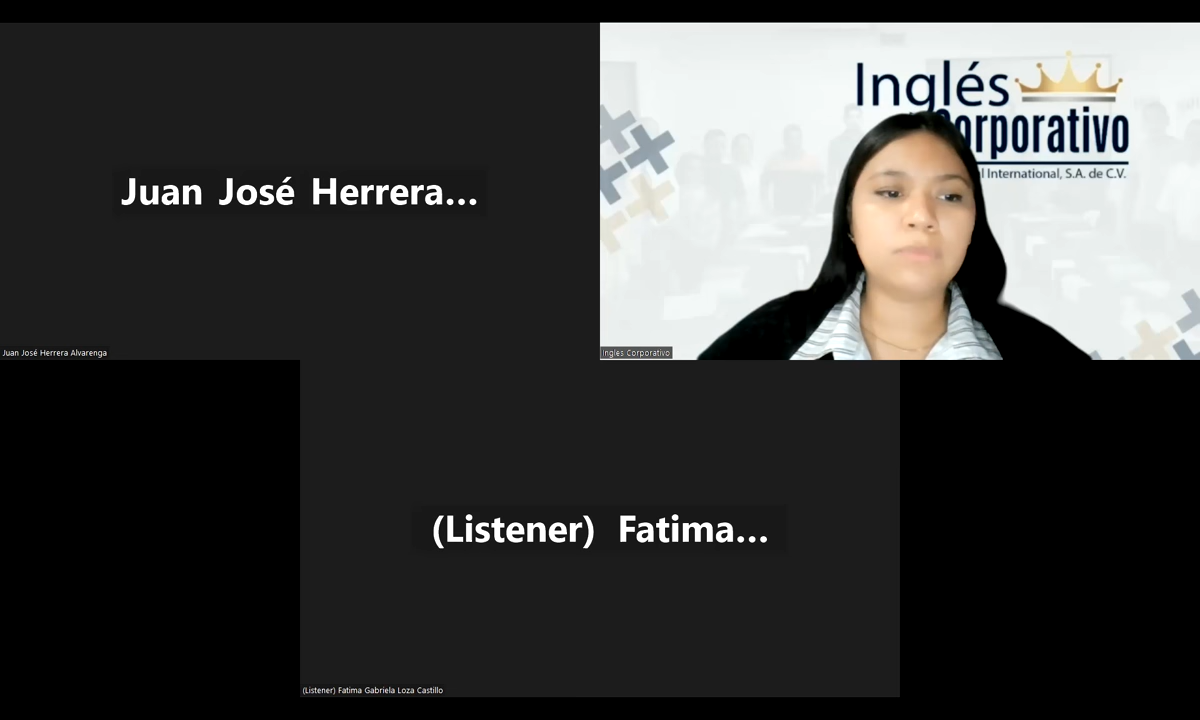 Juan José Herrera...
Juan José Herrera Alvarenga
Inglés
Corporativo
l International, S.A. de C.V.
Ingles Corporativo
(Listener) Fatima...
(Listener) Fatima Gabriela Loza Castillo